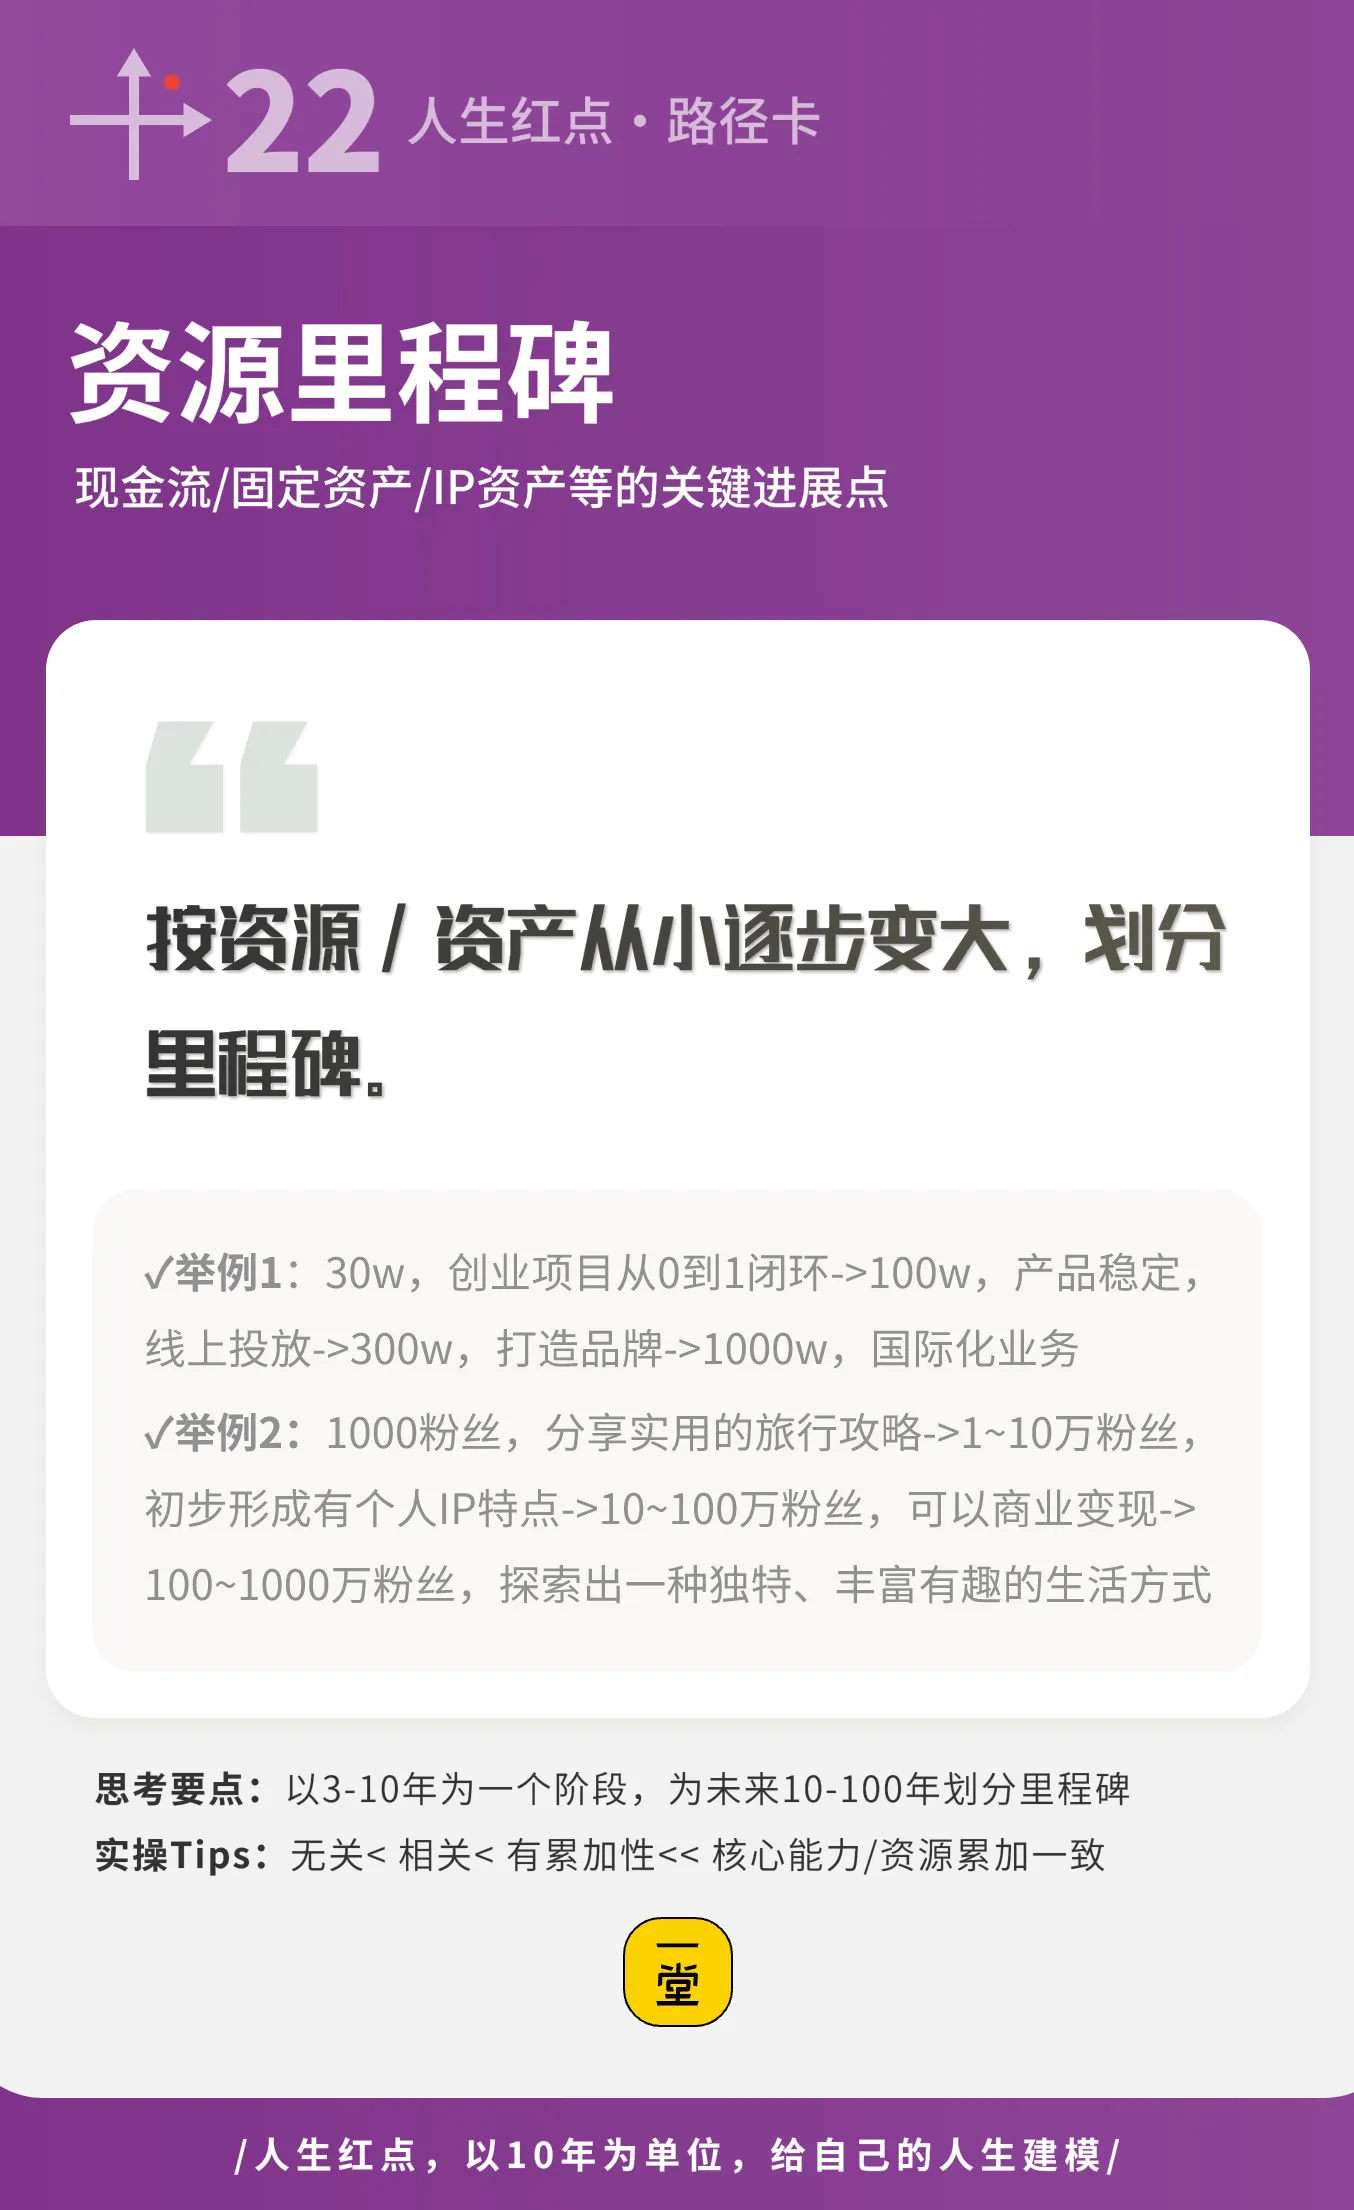 22 人生红点·路径卡
资源里程碑
现金流/固定资产/IP资产等的关键进展点
按资源 / 资产从小逐步变大，划分
里程碑。
✓举例1：30w，创业项目从0到1闭环->100w，产品稳定，
线上投放->300w，打造品牌->1000w，国际化业务
✓举例2：1000粉丝，分享实用的旅行攻略->1~10万粉丝，
初步形成有个人IP特点->10~100万粉丝，可以商业变现->
100~1000万粉丝，探索出一种独特、丰富有趣的生活方式
思考要点：以3-10年为一个阶段，为未来10-100年划分里程碑
实操Tips：无关< 相关< 有累加性<< 核心能力/资源累加一致
一
堂
/人生红点，以10年为单位，给自己的人生建模/